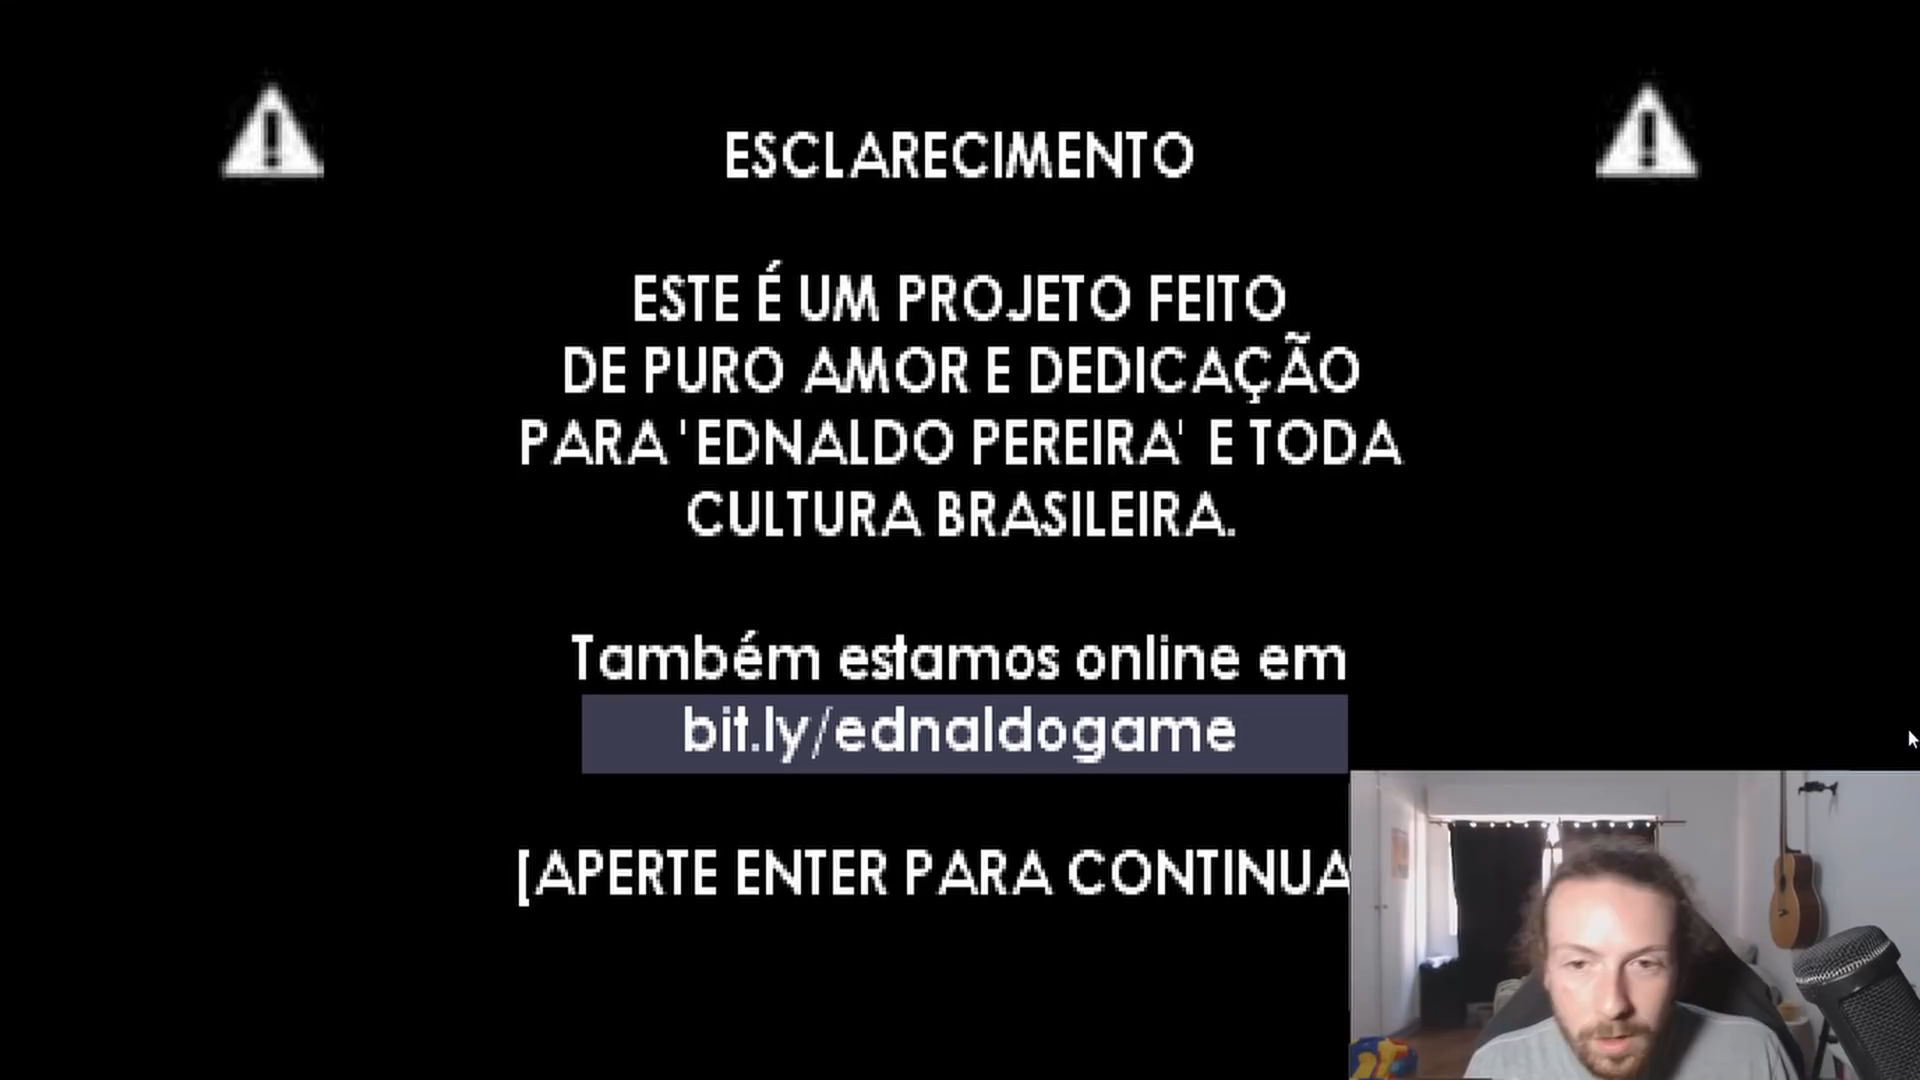 ESCLARECIMENTO
ESTE É UM PROJETO FEITO
DE PURO AMOR E DEDICAÇÃO
PARA 'EDNALDO PEREIRA' E TODA
CULTURA BRASILEIRA.
Também estamos online em
bit.ly/ednaldogame
[APERTE ENTER PARA CONTINUA